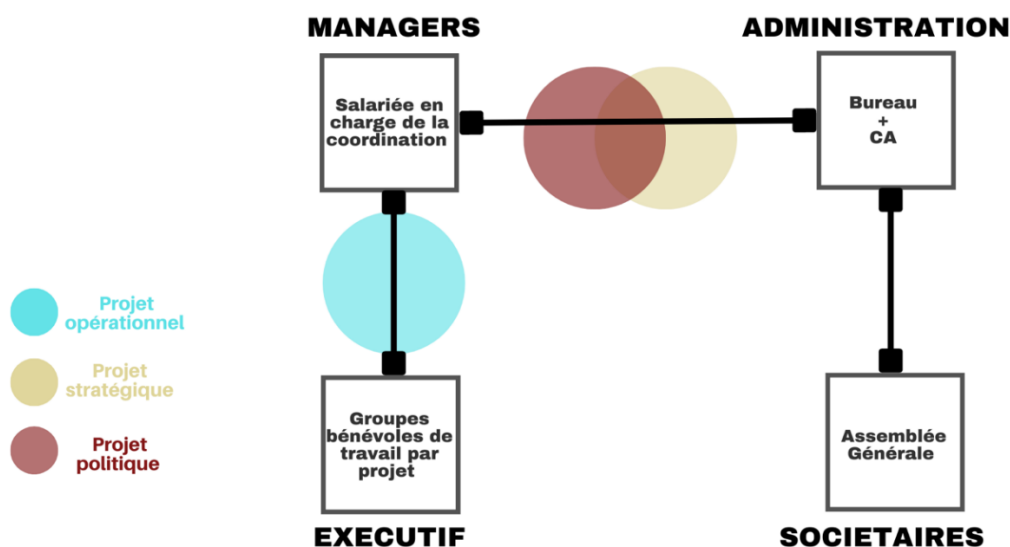 MANAGERS
ADMINISTRATION
Salariée en
charge de la
coordination
Bureau
+
CA
Projet
opérationnel
Projet
stratégique
Projet
politique
Groupes
bénévoles de
travail par
projet
Assemblée
Générale
EXECUTIF
SOCIETAIRES